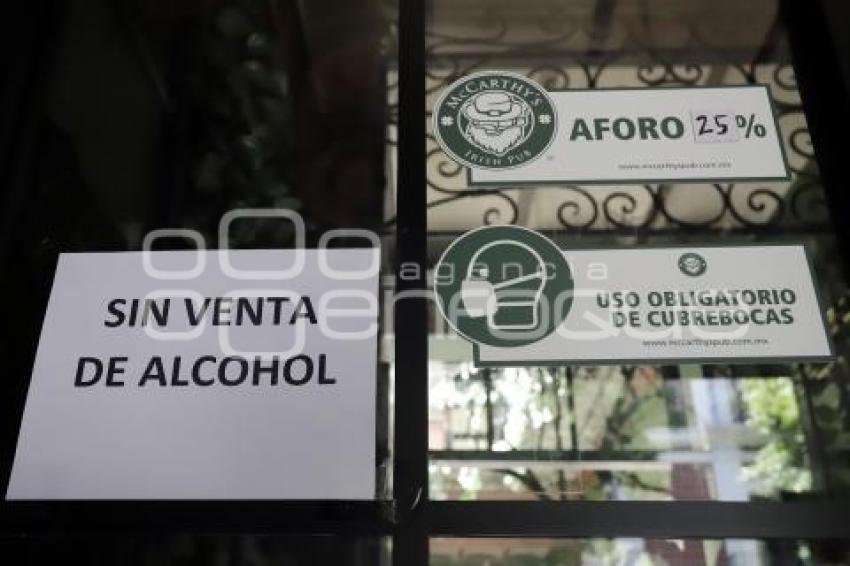 McCARTHY'S
IRISH PUB
AFORO 25%
www.mccarthyspub.com.mx
USO OBLIGATORIO
DE CUBREBOCAS
www.mccarthyspub.com.mx
SIN VENTA
DE ALCOHOL
agencia
enfoque